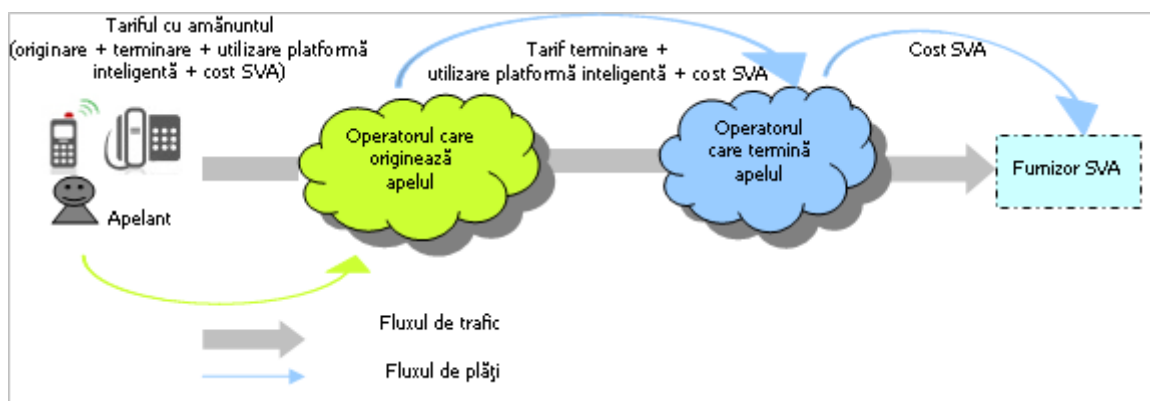 Tariful cu amănuntul
(originare + terminare + utilizare platformă
inteligentă + cost SVA)
Tarif terminare +
utilizare platformă inteligentă + cost SVA
Cost SVA
Operatorul care
originează
apelul
Operatorul
care termină
apelul
Furnizor SVA
Apelant
Fluxul de trafic
Fluxul de plăţi